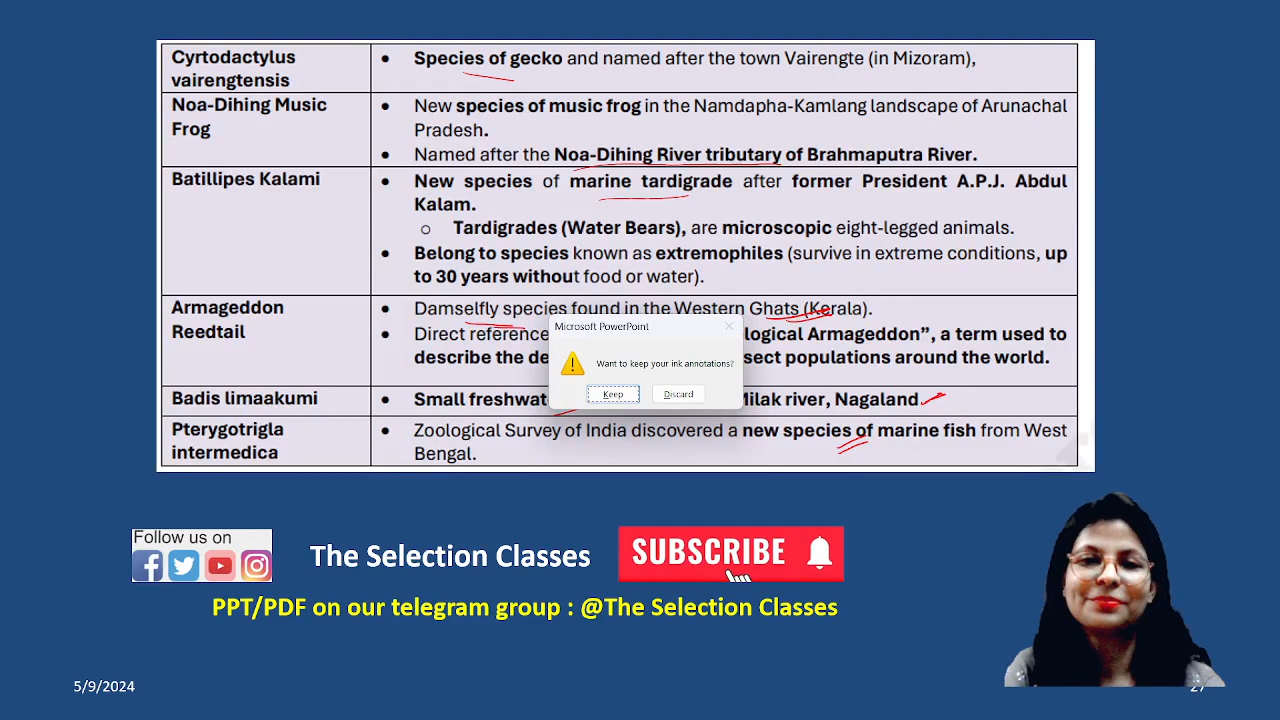 Cyrtodactylus
vairengtensis
• Species of gecko and named after the town Vairengte (in Mizoram),
Noa-Dihing Music
Frog
• New species of music frog in the Namdapha-Kamlang landscape of Arunachal
Pradesh.
• Named after the Noa-Dihing River tributary of Brahmaputra River.
Batillipes Kalami
• New species of marine tardigrade after former President A.P.J. Abdul
Kalam.
o Tardigrades (Water Bears), are microscopic eight-legged animals.
• Belong to species known as extremophiles (survive in extreme conditions, up
to 30 years without food or water).
Armageddon
Reedtail
• Damselfly species found in the Western Ghats (Kerala).
• Direct reference logical Armageddon”, a term used to
describe the de sect populations around the world.
Badis limaakumi
• Small freshwat Milak river, Nagaland
Pterygotrigla
intermedica
• Zoological Survey of India discovered a new species of marine fish from West
Bengal.
Microsoft PowerPoint
Want to keep your ink annotations?
Keep
Discard
Follow us on
The Selection Classes
SUBSCRIBE
PPT/PDF on our telegram group : @The Selection Classes
5/9/2024
27